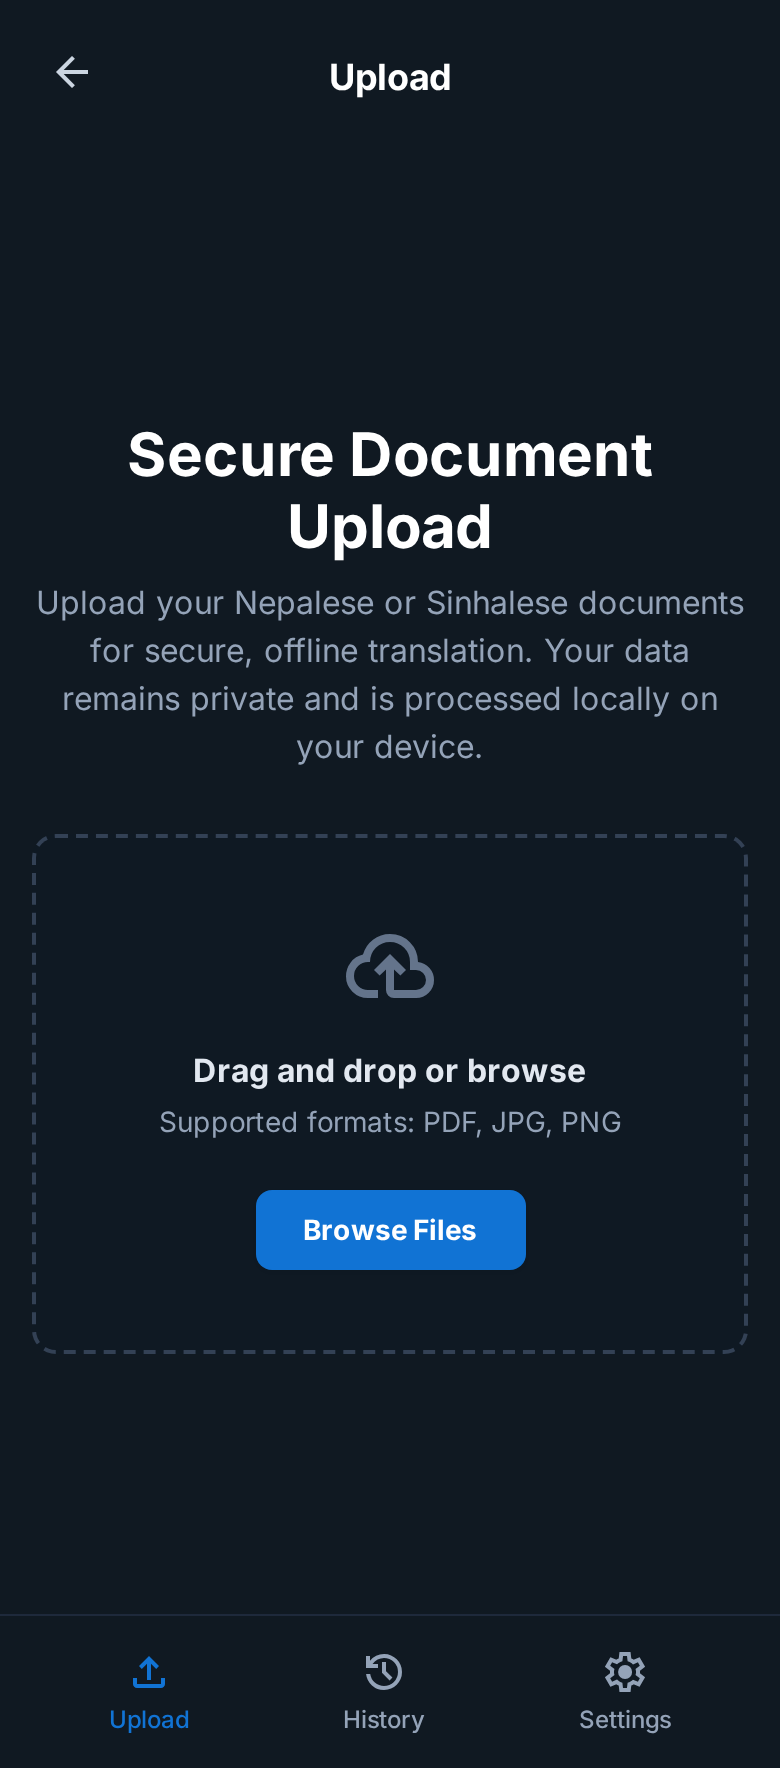 Upload
Secure Document
Upload
Upload your Nepalese or Sinhalese documents
for secure, offline translation. Your data
remains private and is processed locally on
your device.
Drag and drop or browse
Supported formats: PDF, JPG, PNG
Browse Files
Upload
History
Settings